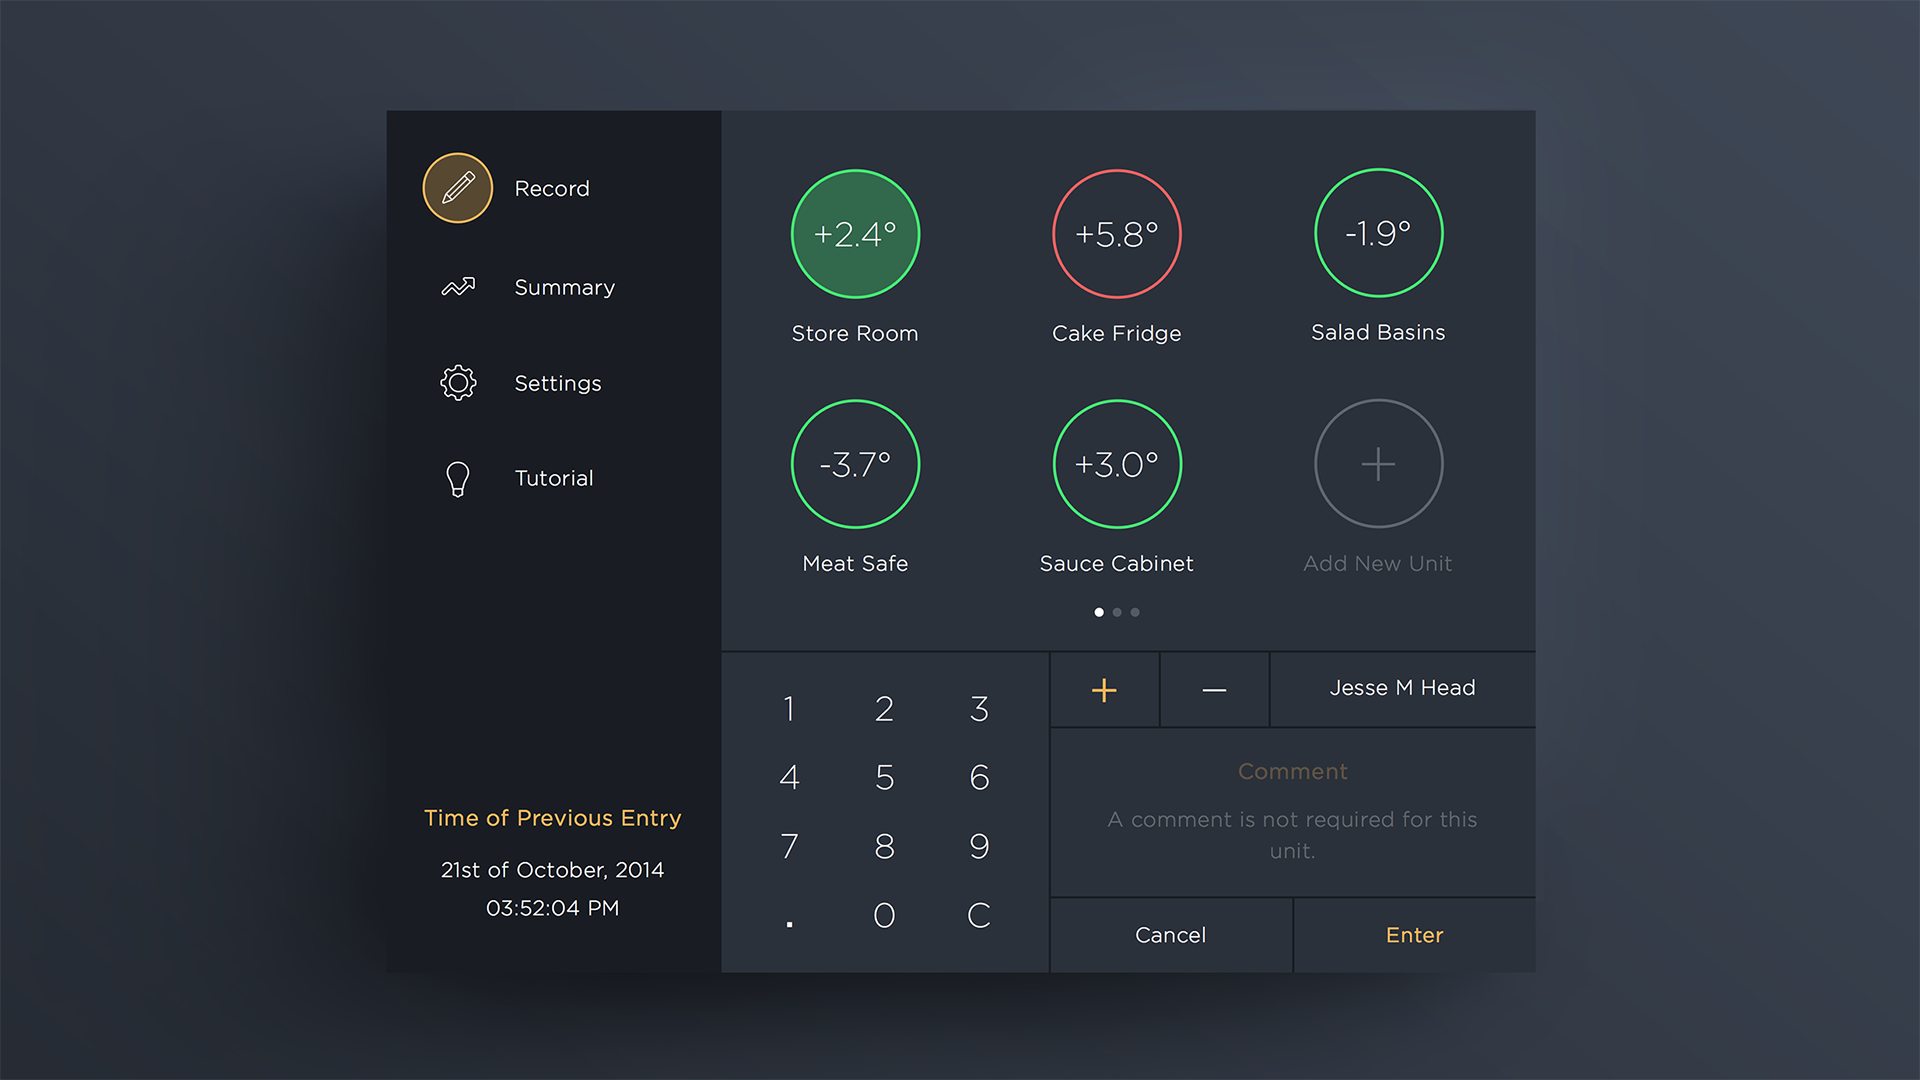 Record
Summary
Settings
Tutorial
Time of Previous Entry
21st of October, 2014
03:52:04 PM
+2.4°
+5.8°
-1.9°
Store Room
Cake Fridge
Salad Basins
-3.7°
+3.0°
+
Meat Safe
Sauce Cabinet
Add New Unit
1 2 3
4 5 6
7 8 9
. 0 C
+ − Jesse M Head
Comment
A comment is not required for this
unit.
Cancel
Enter